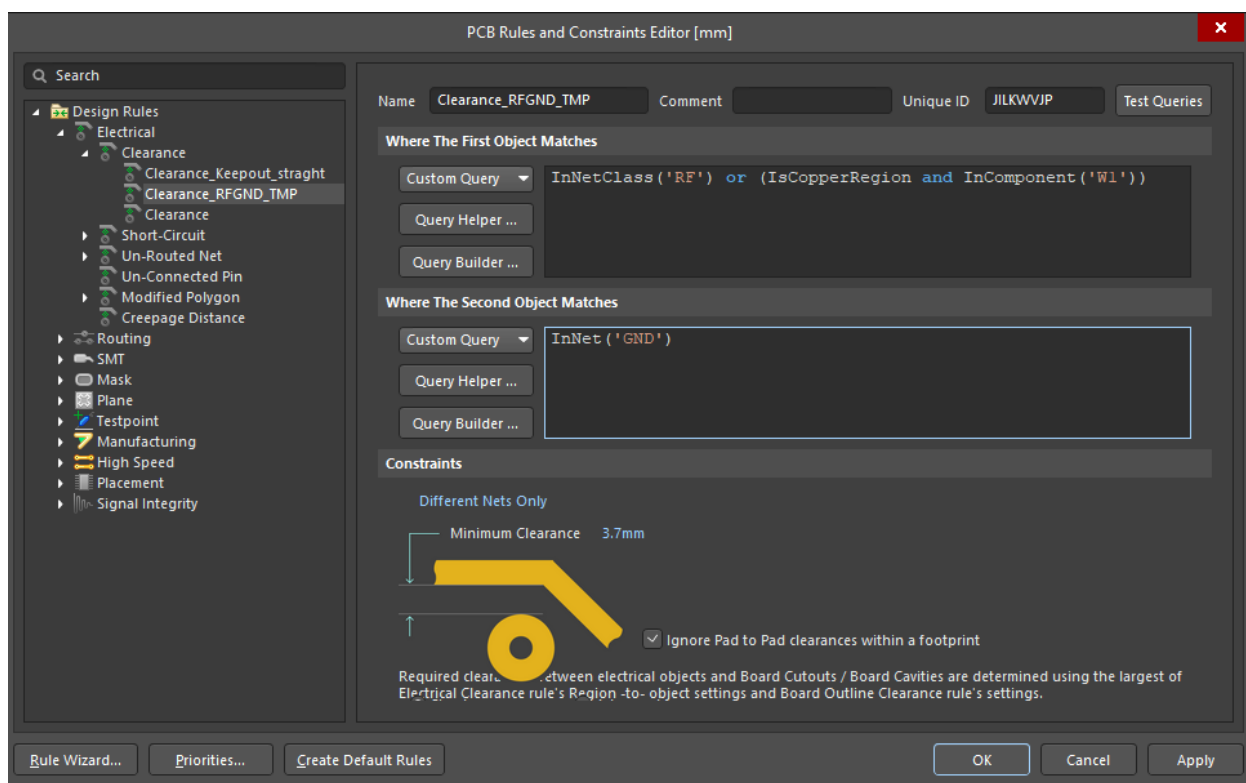 PCB Rules and Constraints Editor [mm]
Search
Design Rules
Electrical
Clearance
Clearance_Keepout_straght
Clearance_RFGND_TMP
Clearance
Short-Circuit
Un-Routed Net
Un-Connected Pin
Modified Polygon
Creepage Distance
Routing
SMT
Mask
Plane
Testpoint
Manufacturing
High Speed
Placement
Signal Integrity
Name Clearance_RFGND_TMP Comment Unique ID JILKWVJP Test Queries
Where The First Object Matches
Custom Query InNetClass('RF') or (IsCopperRegion and InComponent('W1'))
Query Helper ...
Query Builder ...
Where The Second Object Matches
Custom Query InNet('GND')
Query Helper ...
Query Builder ...
Constraints
Different Nets Only
Minimum Clearance 3.7mm
Ignore Pad to Pad clearances within a footprint
Required between electrical objects and Board Cutouts / Board Cavities are determined using the largest of
Electrical Clearance rule's Region -to- object settings and Board Outline Clearance rule's settings.
Rule Wizard... Priorities... Create Default Rules OK Cancel Apply